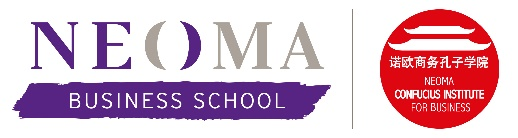 NEOMA
BUSINESS SCHOOL
诺欧商务孔子学院
NEOMA
CONFUCIUS INSTITUTE
FOR BUSINESS